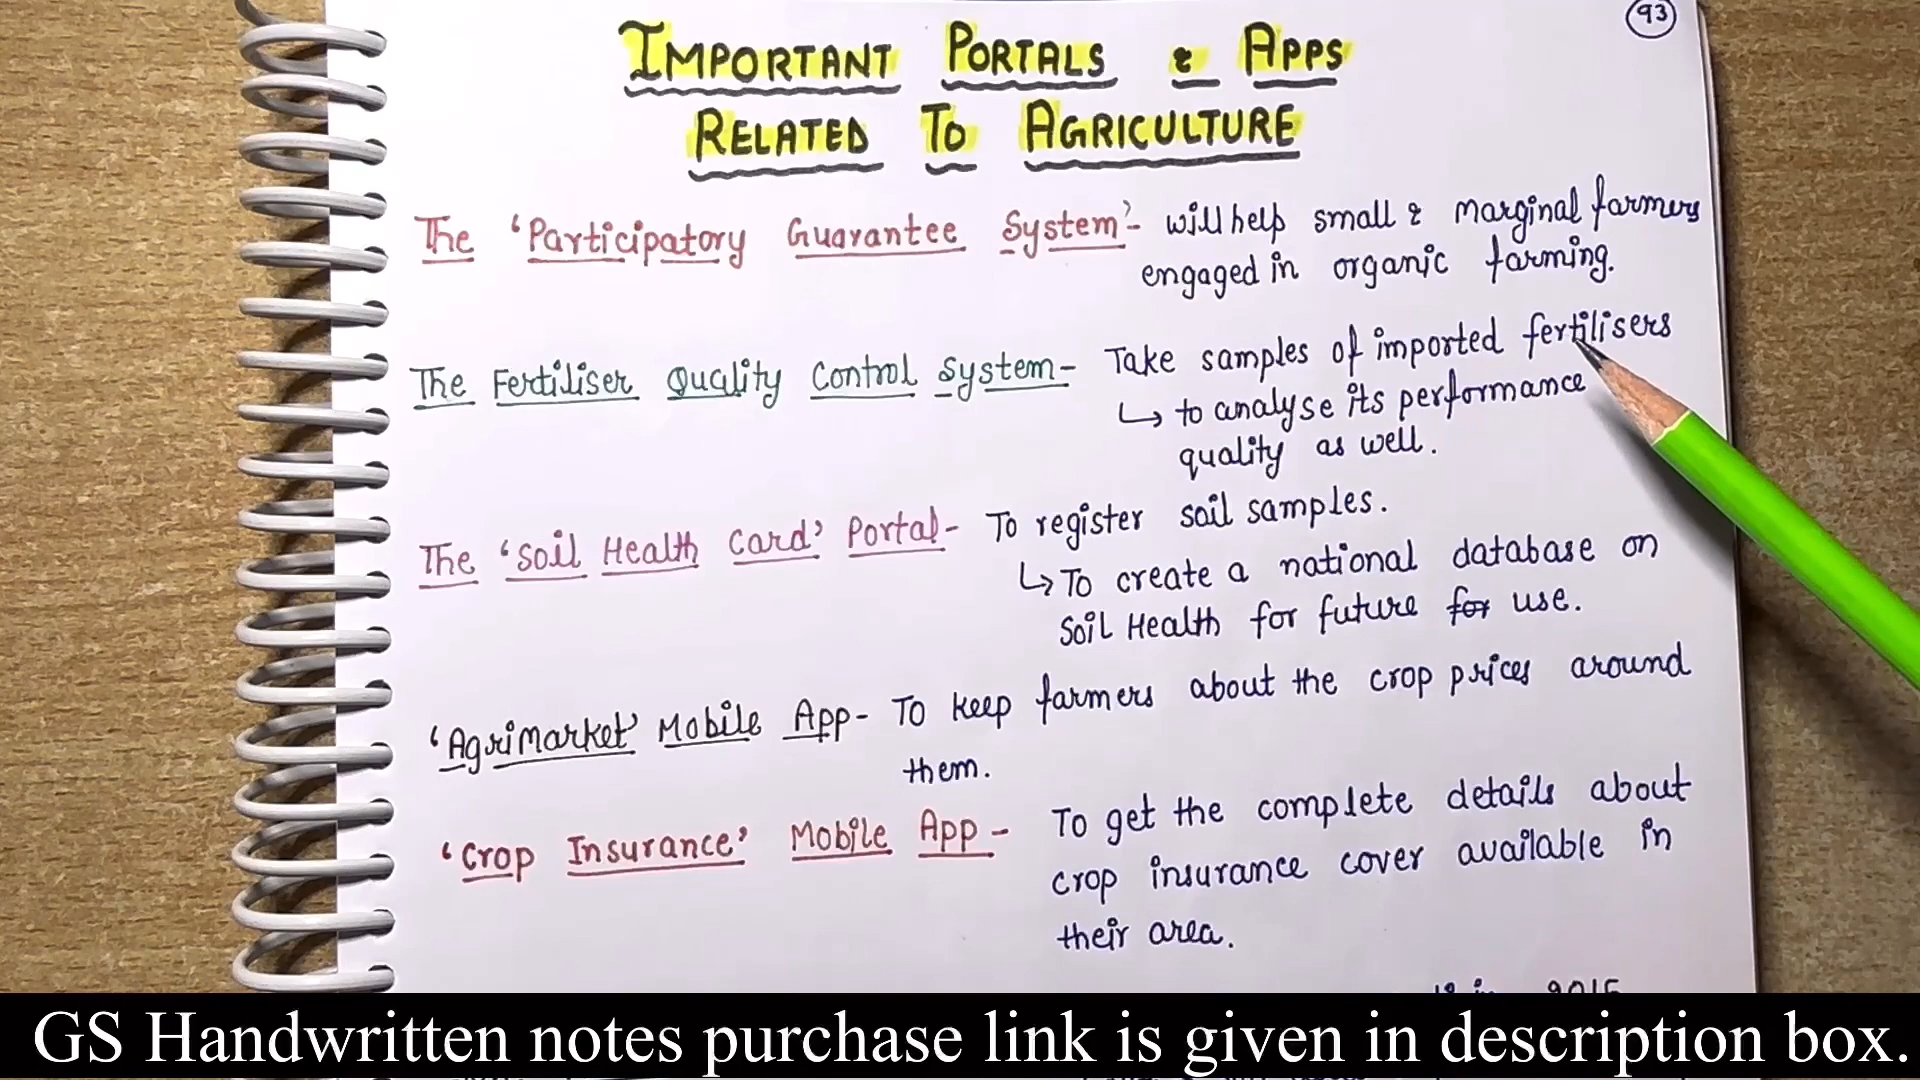 93
IMPORTANT PORTALS & APPS
RELATED TO AGRICULTURE
The 'Participatory Guarantee System'- will help small & marginal farmers
engaged in organic farming.
The Fertiliser Quality Control System- Take samples of imported fertilisers
↳ to analyse its performance
quality as well.
The 'Soil Health Card' Portal- To register soil samples.
↳ To create a national database on
Soil Health for future for use.
'AgriMarket' Mobile App- To keep farmers about the crop prices around
them.
'Crop Insurance' Mobile App- To get the complete details about
crop insurance cover available in
their area.
2015
GS Handwritten notes purchase link is given in description box.